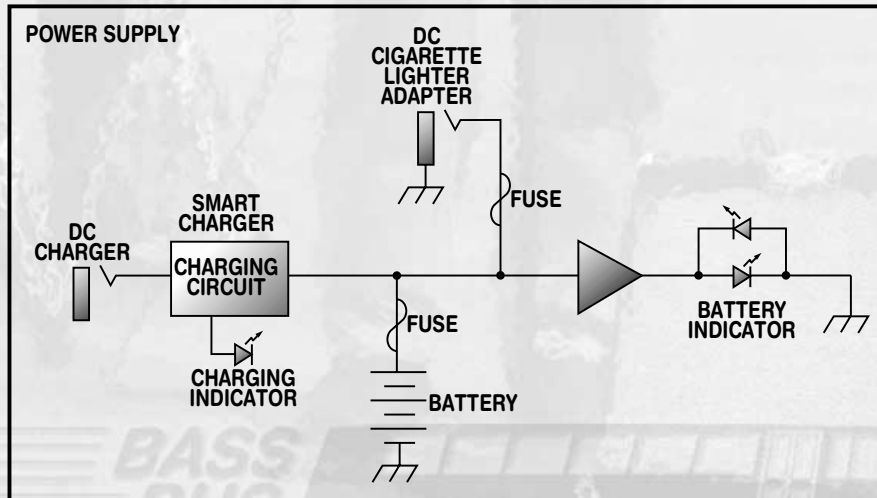 POWER SUPPLY
DC
CIGARETTE
LIGHTER
ADAPTER
FUSE
SMART
CHARGER
DC
CHARGER
CHARGING
CIRCUIT
FUSE
BATTERY
INDICATOR
CHARGING
INDICATOR
BATTERY
BASS